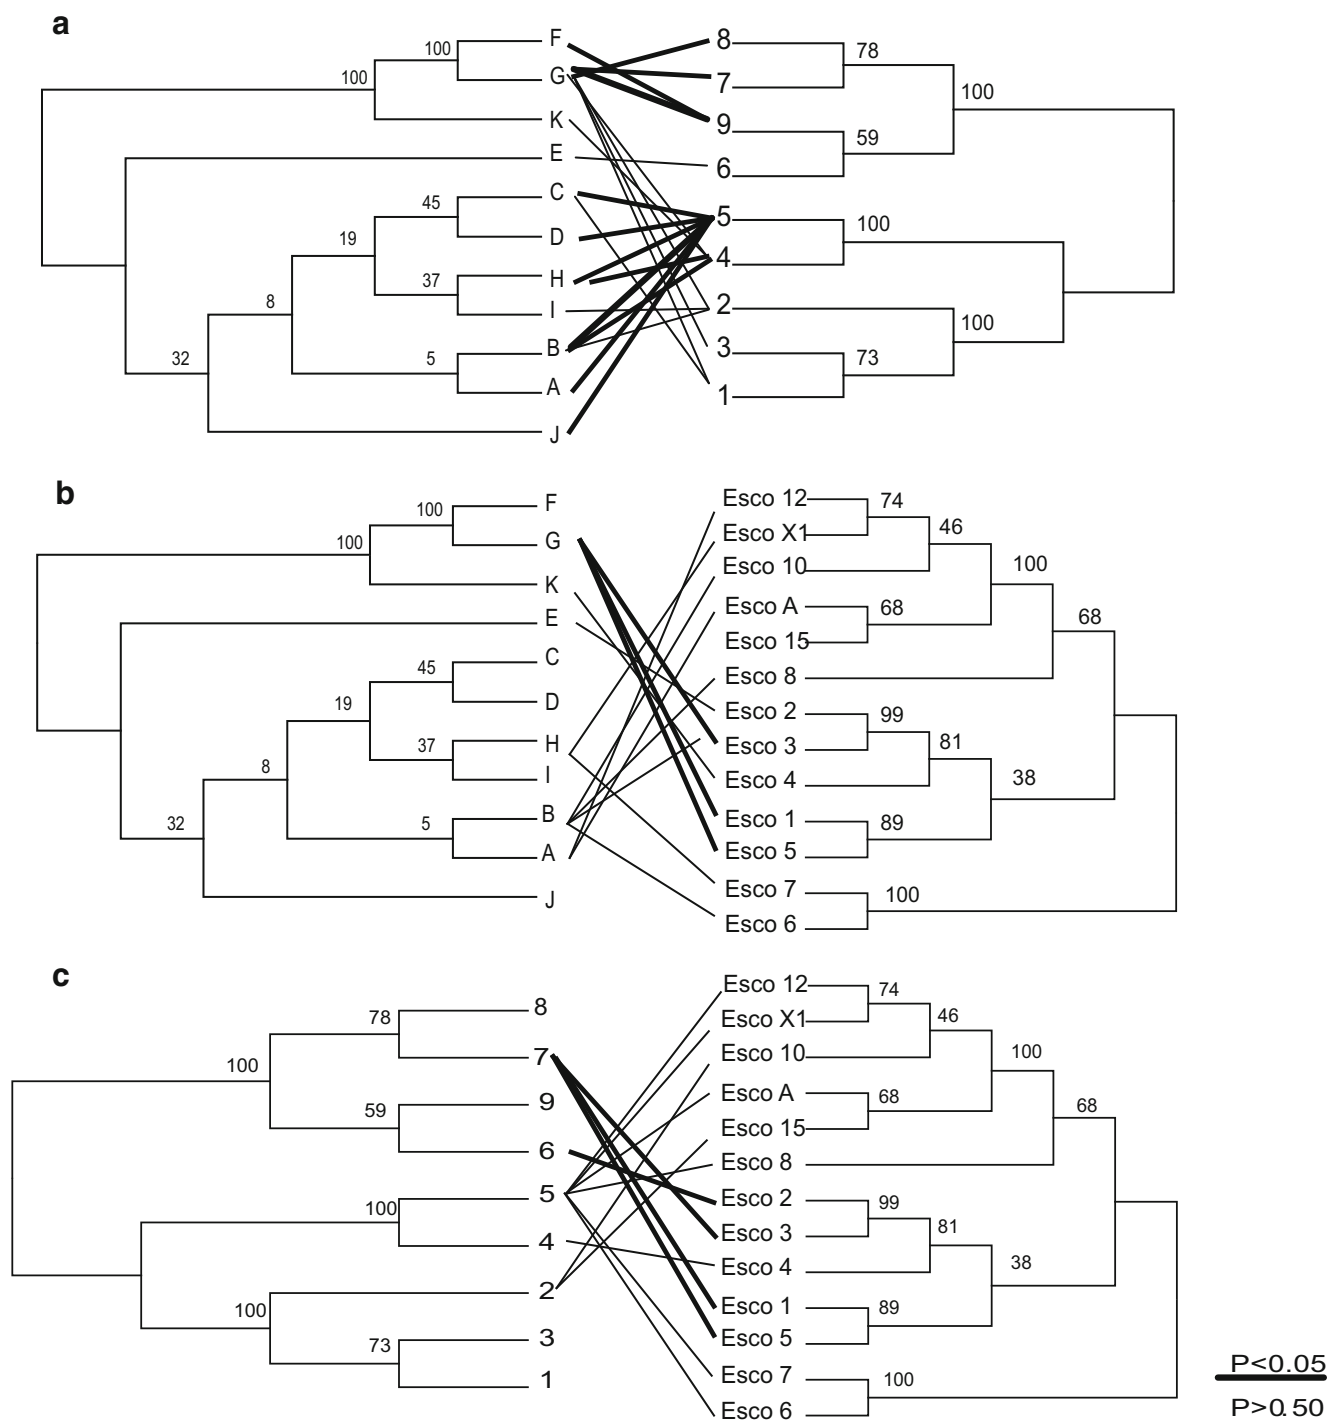 a
F
G
K
E
C
D
H
I
B
A
J
100
100
45
19
37
8
5
32
8
7
9
6
5
4
2
3
1
78
100
59
100
100
73
b
F
G
K
E
C
D
H
I
B
A
J
100
100
45
19
37
8
5
32
Esco 12
Esco X1
Esco 10
Esco A
Esco 15
Esco 8
Esco 2
Esco 3
Esco 4
Esco 1
Esco 5
Esco 7
Esco 6
74
46
100
68
68
99
81
38
89
100
c
8
7
9
6
5
4
2
3
1
78
100
59
100
100
73
Esco 12
Esco X1
Esco 10
Esco A
Esco 15
Esco 8
Esco 2
Esco 3
Esco 4
Esco 1
Esco 5
Esco 7
Esco 6
74
46
100
68
68
99
81
38
89
100
P<0.05
P>0.50